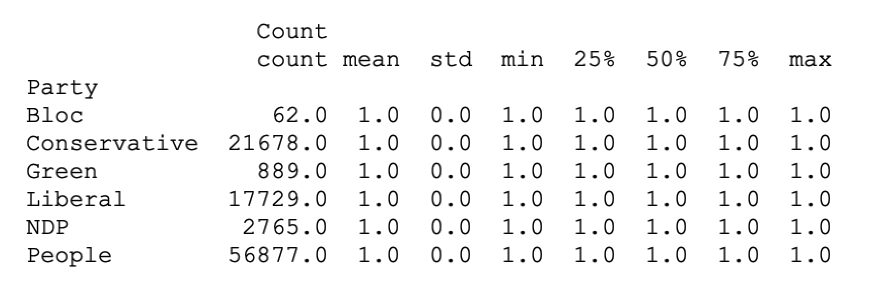 Count
count mean std min 25% 50% 75% max
Party
Bloc 62.0 1.0 0.0 1.0 1.0 1.0 1.0 1.0
Conservative 21678.0 1.0 0.0 1.0 1.0 1.0 1.0 1.0
Green 889.0 1.0 0.0 1.0 1.0 1.0 1.0 1.0
Liberal 17729.0 1.0 0.0 1.0 1.0 1.0 1.0 1.0
NDP 2765.0 1.0 0.0 1.0 1.0 1.0 1.0 1.0
People 56877.0 1.0 0.0 1.0 1.0 1.0 1.0 1.0